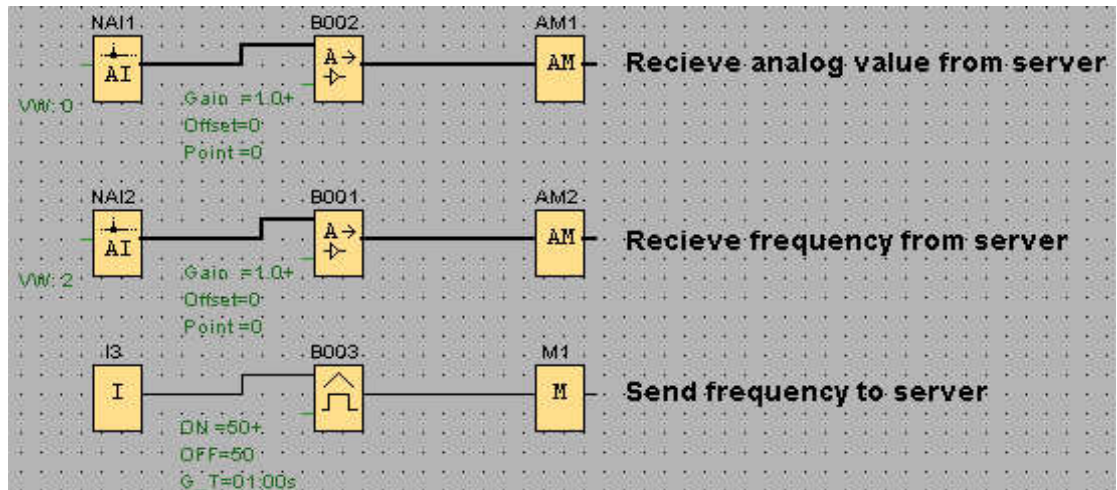 NAI1 B002 AM1
AI A→ AM Recieve analog value from server
VW: 0 Gain =1.0+
Offset=0
Point=0
NAI2 B001 AM2
AI A→ AM Recieve frequency from server
VW: 2 Gain =1.0+
Offset=0
Point=0
I3 B003 M1
I M Send frequency to server
ON =50+
OFF=50
G_T=01:00s